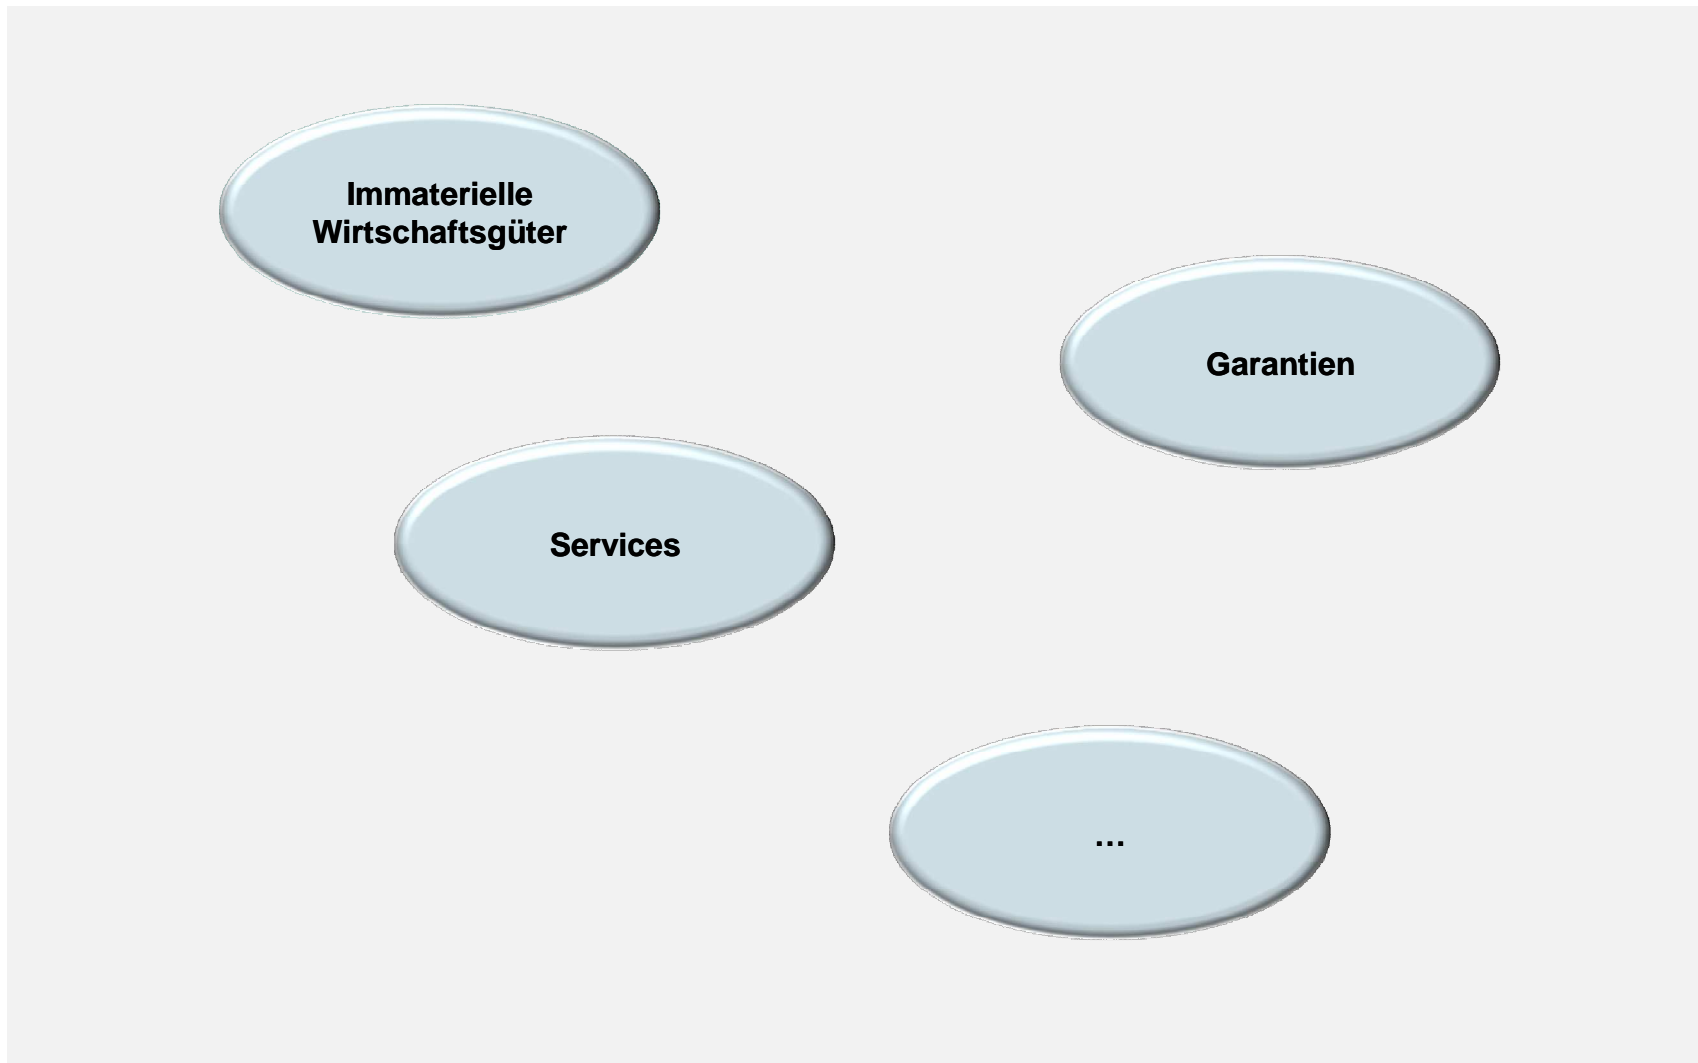 Immaterielle
Wirtschaftsgüter
Garantien
Services
…